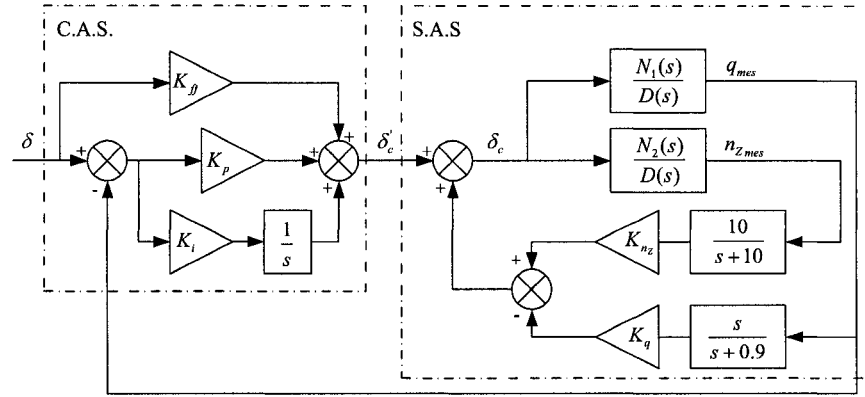 C.A.S.
S.A.S
K_ff
N_1(s)
D(s)
q_mes
δ
+
-
K_p
+
+
+
δ'_c
+
+
δ_c
N_2(s)
D(s)
n_Z mes
K_i
1
s
K_nZ
10
s+10
+
-
K_q
s
s+0.9